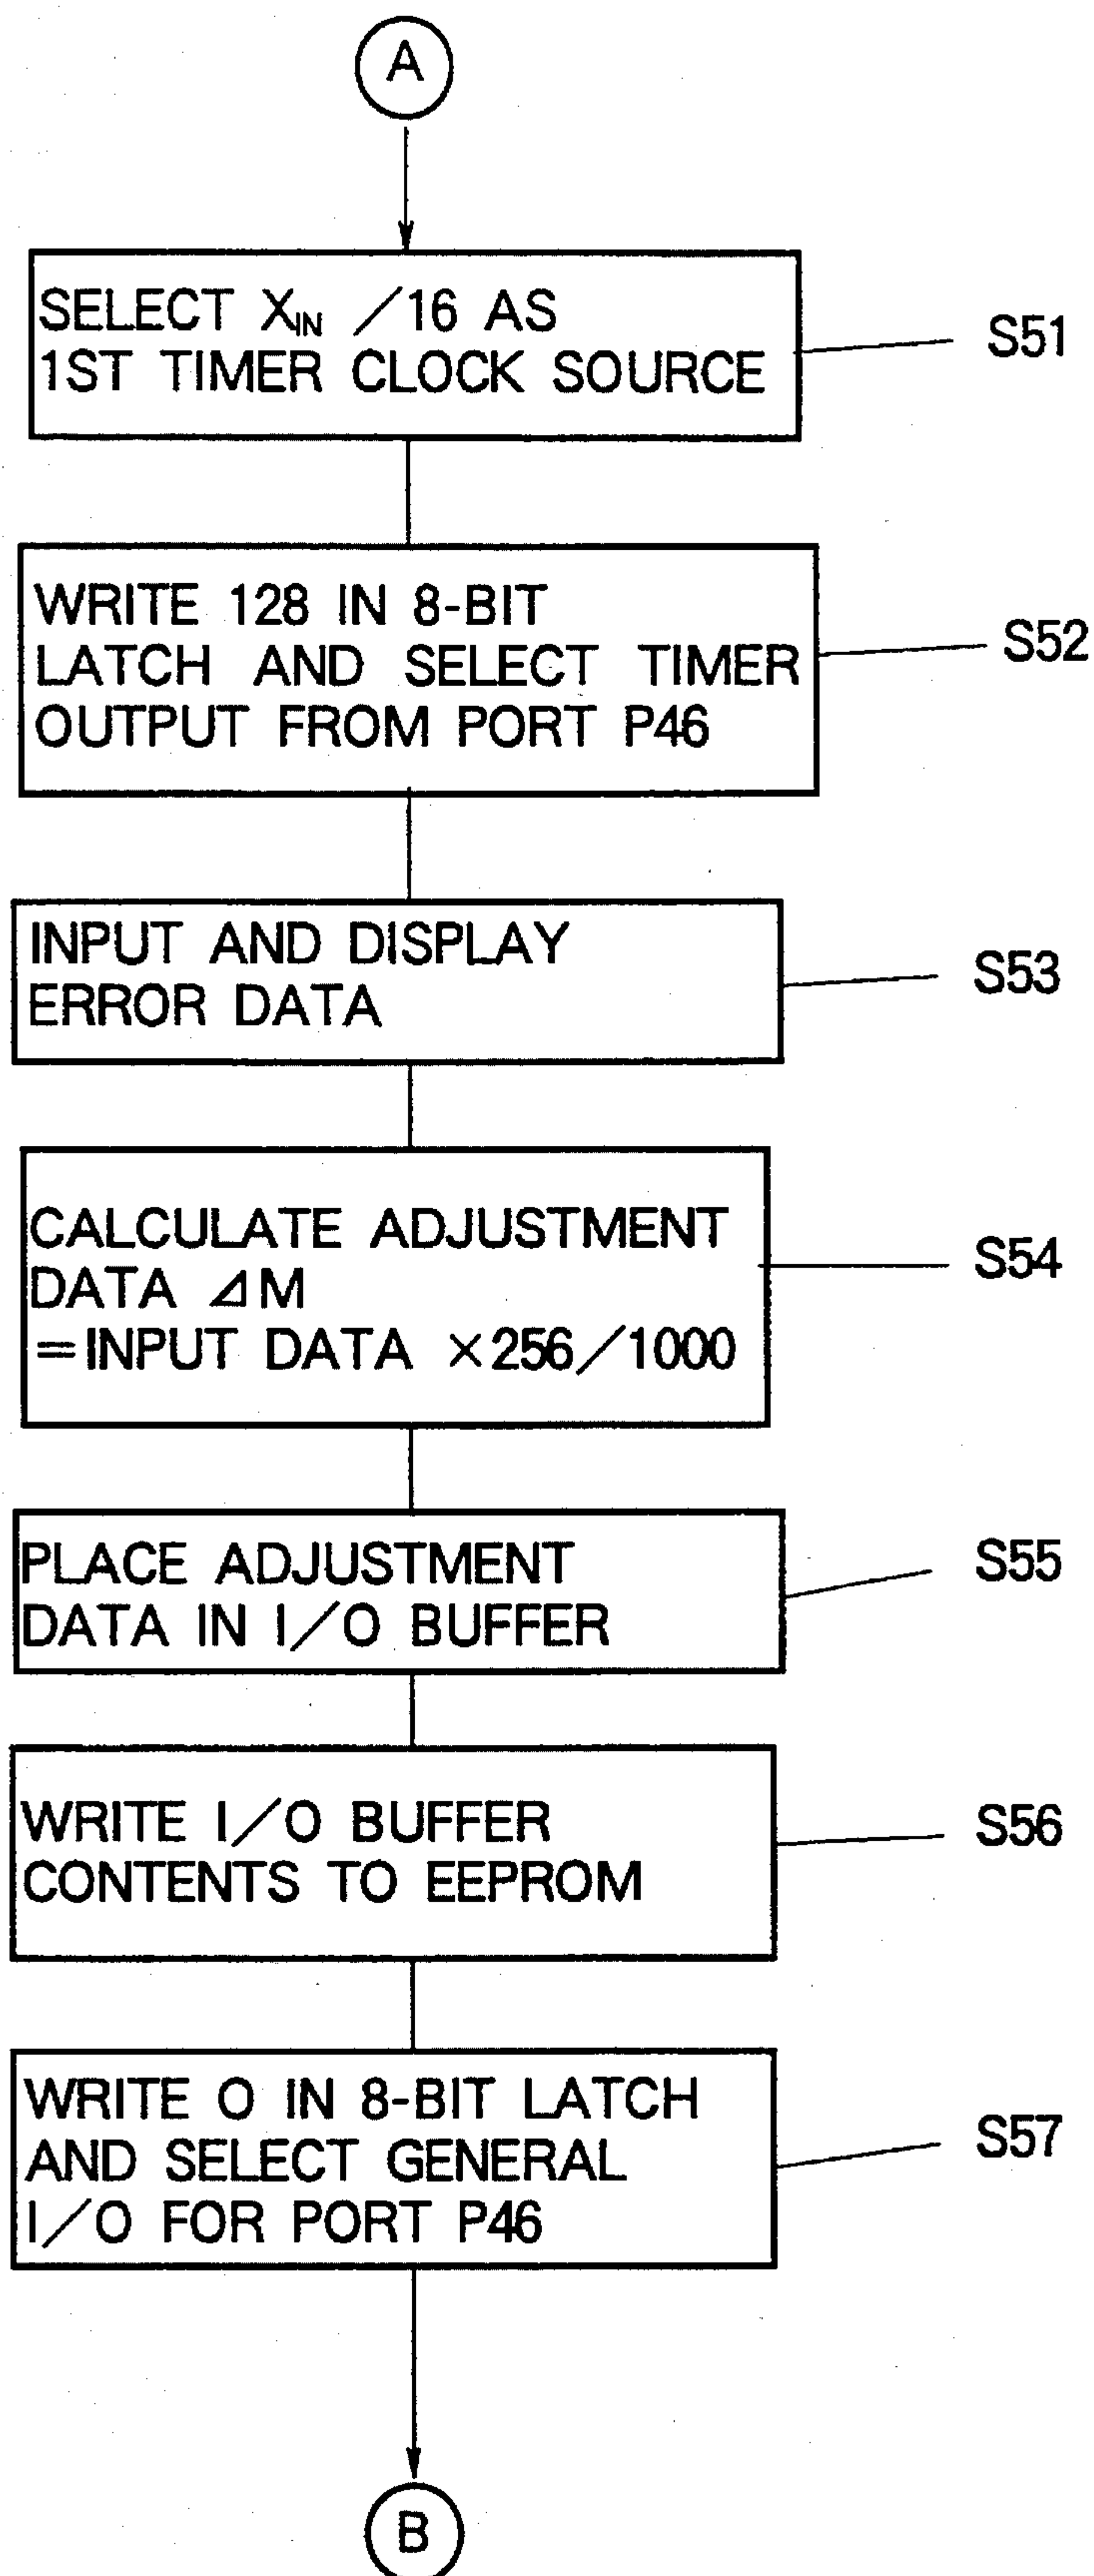 A
SELECT XIN /16 AS
1ST TIMER CLOCK SOURCE
S51
WRITE 128 IN 8-BIT
LATCH AND SELECT TIMER
OUTPUT FROM PORT P46
S52
INPUT AND DISPLAY
ERROR DATA
S53
CALCULATE ADJUSTMENT
DATA ⊿M
=INPUT DATA ×256/1000
S54
PLACE ADJUSTMENT
DATA IN I/O BUFFER
S55
WRITE I/O BUFFER
CONTENTS TO EEPROM
S56
WRITE 0 IN 8-BIT LATCH
AND SELECT GENERAL
I/O FOR PORT P46
S57
B